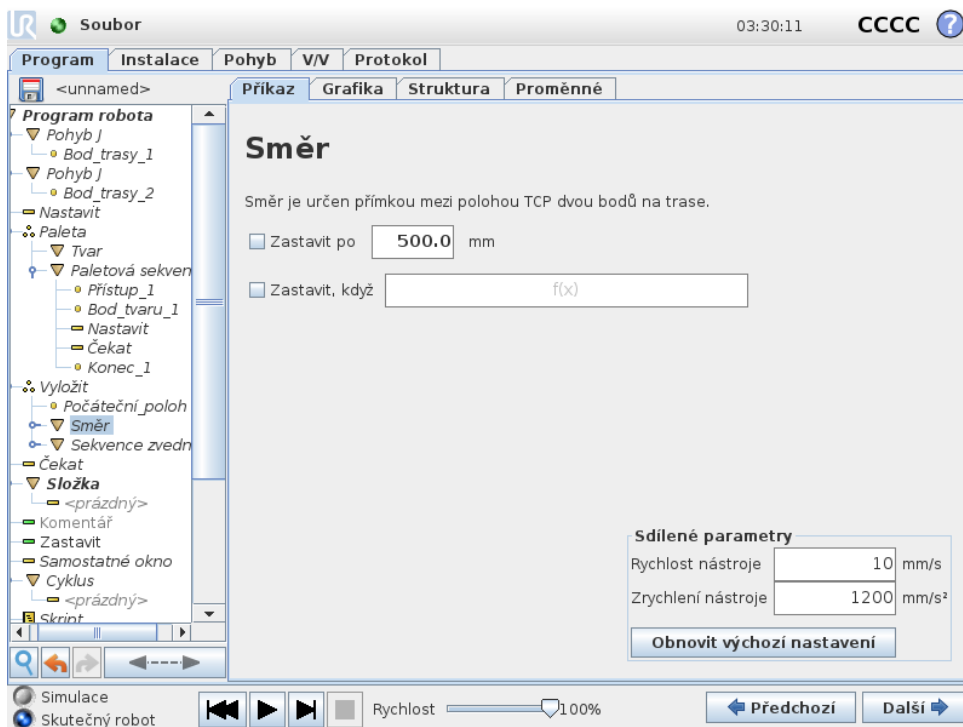 UR Soubor 03:30:11 CCCC ?
Program Instalace Pohyb V/V Protokol
<unnamed> Příkaz Grafika Struktura Proměnné
Program robota
Pohyb J
Bod_trasy_1
Pohyb J
Bod_trasy_2
Nastavit
Paleta
Tvar
Paletová sekven
Přístup_1
Bod_tvaru_1
Nastavit
Čekat
Konec_1
Vyložit
Počáteční_poloh
Směr
Sekvence zvedn
Čekat
Složka
<prázdný>
Komentář
Zastavit
Samostatné okno
Cyklus
<prázdný>
Skript
Směr
Směr je určen přímkou mezi polohou TCP dvou bodů na trase.
Zastavit po 500.0 mm
Zastavit, když f(x)
Sdílené parametry
Rychlost nástroje 10 mm/s
Zrychlení nástroje 1200 mm/s²
Obnovit výchozí nastavení
Simulace
Skutečný robot
Rychlost 100%
Předchozí Další